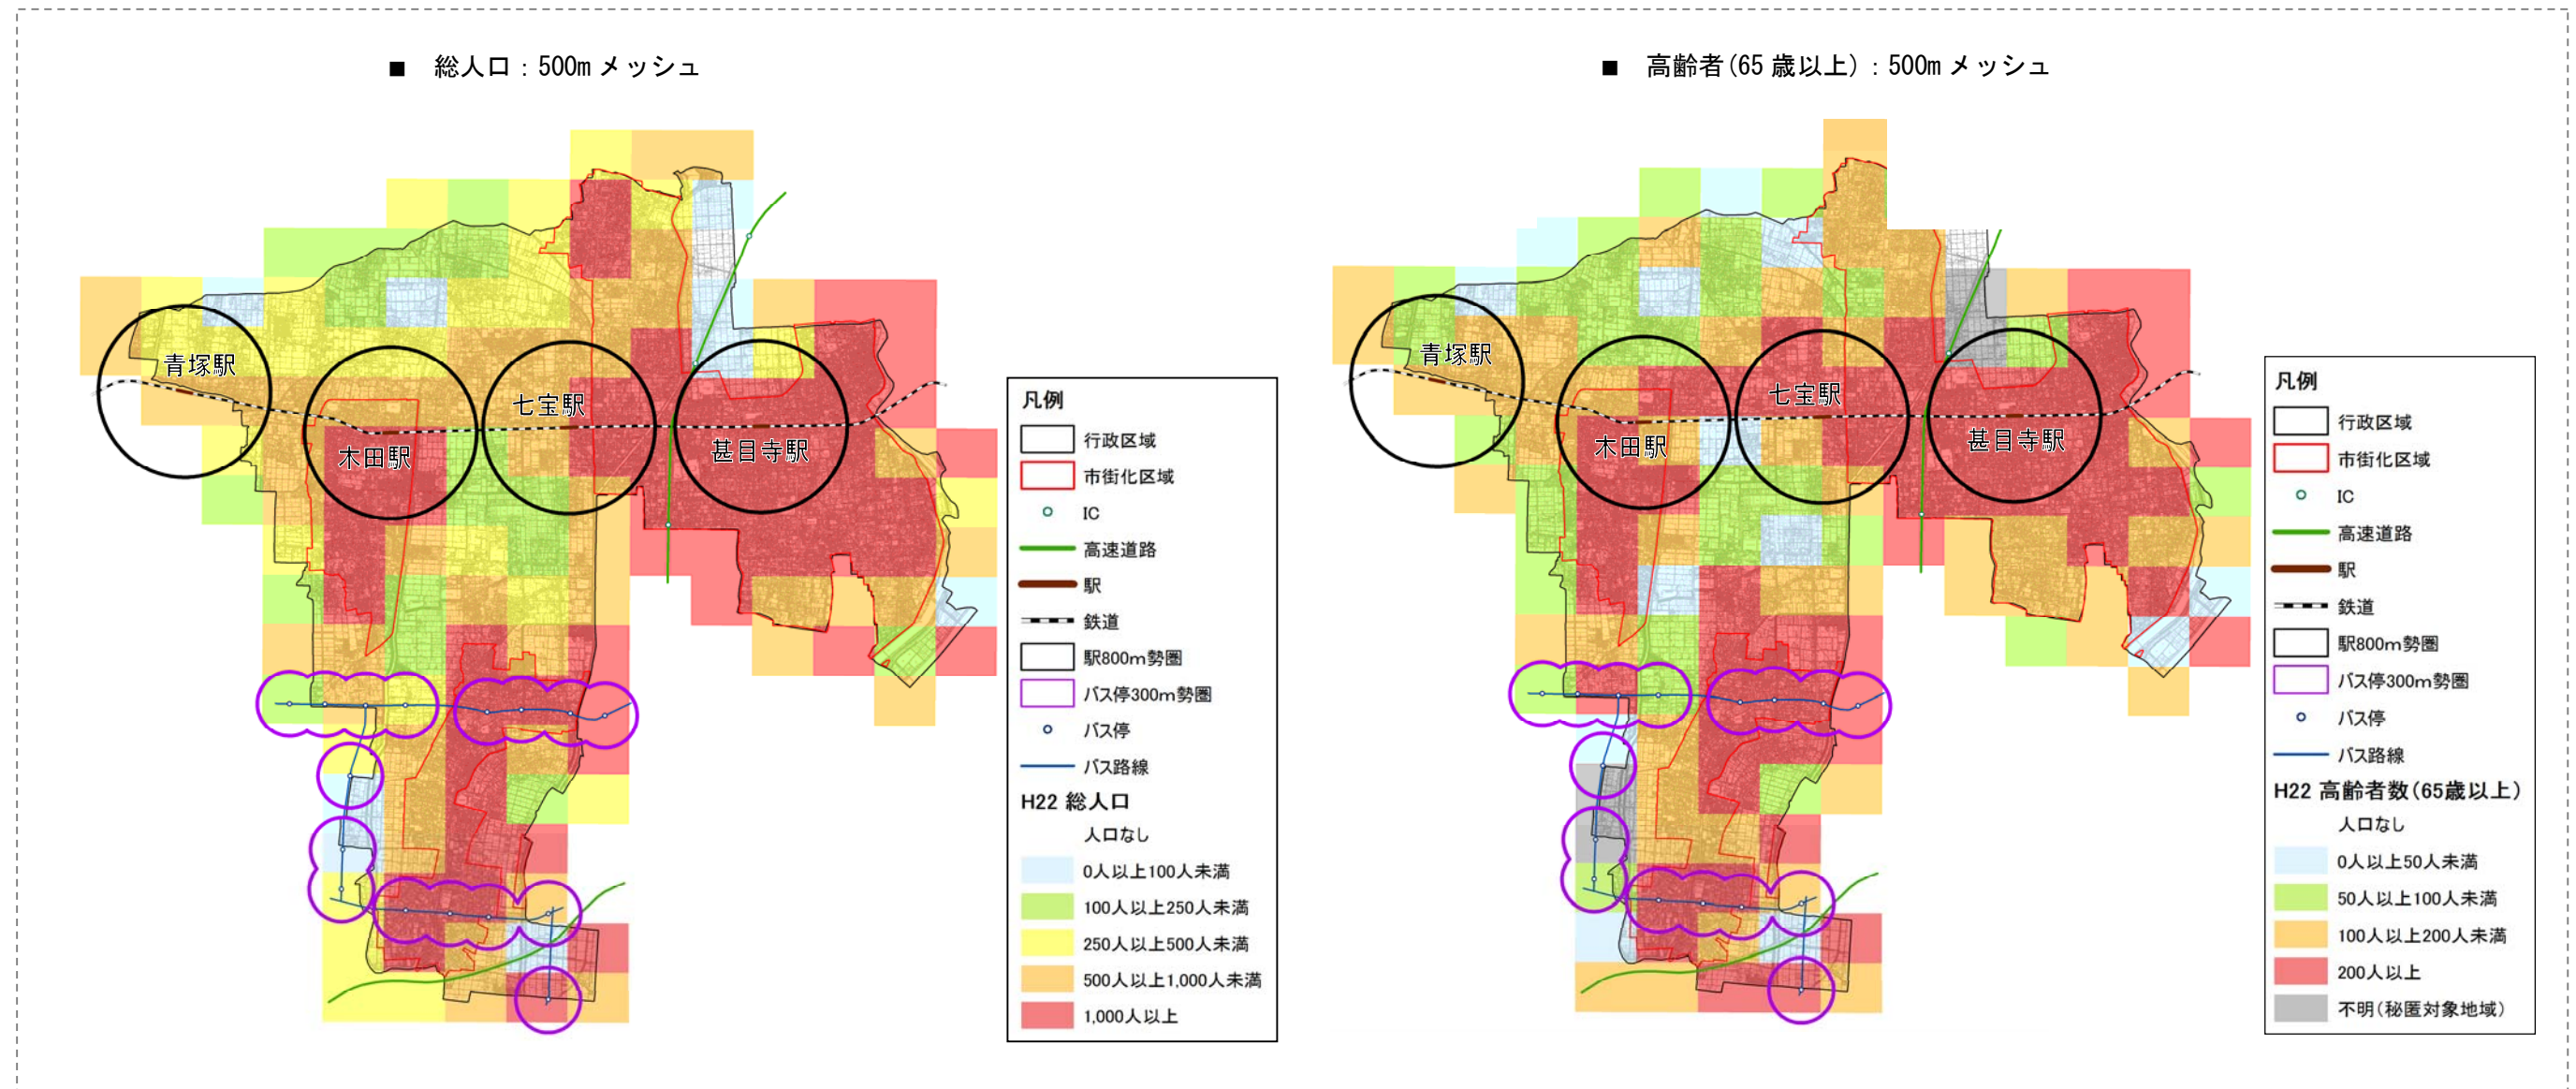 ■ 総人口：500m メッシュ
青塚駅
木田駅
七宝駅
甚目寺駅
凡例
行政区域
市街化区域
IC
高速道路
駅
鉄道
駅800m勢圏
バス停300m勢圏
バス停
バス路線
H22 総人口
人口なし
0人以上100人未満
100人以上250人未満
250人以上500人未満
500人以上1,000人未満
1,000人以上
■ 高齢者(65 歳以上)：500m メッシュ
青塚駅
木田駅
七宝駅
甚目寺駅
凡例
行政区域
市街化区域
IC
高速道路
駅
鉄道
駅800m勢圏
バス停300m勢圏
バス停
バス路線
H22 高齢者数(65歳以上)
人口なし
0人以上50人未満
50人以上100人未満
100人以上200人未満
200人以上
不明(秘匿対象地域)